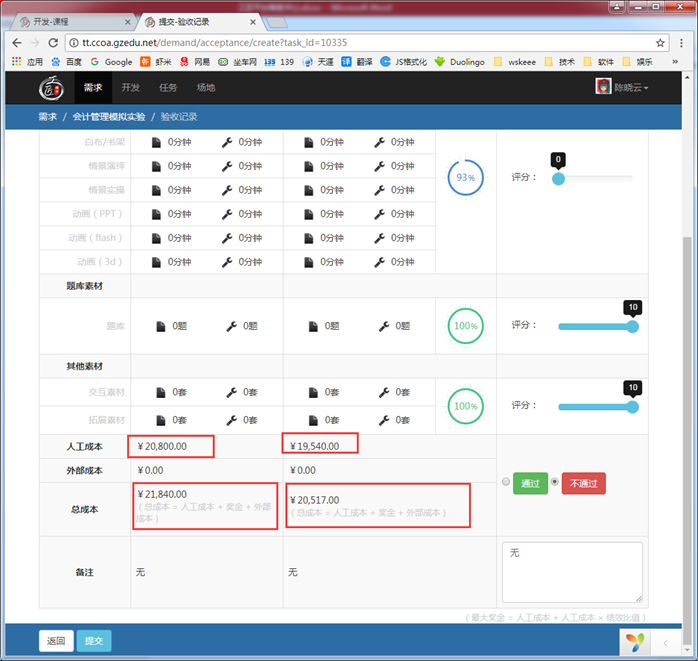 开发-课程
提交-验收记录
tt.ccoa.gzedu.net/demand/acceptance/create?task_id=10335
应用 百度 Google 虾米 网易 坐车网 139 139 天涯 翻译 JS格式化 Duolingo wskeee 技术 软件 娱乐 »
需求 开发 任务 场地 陈晓云
需求 / 会计管理模拟实验 / 验收记录
白布/书架 0分钟 0分钟 0分钟 0分钟
情景演绎 0分钟 0分钟 0分钟 0分钟 93% 评分： 0
情景实操 0分钟 0分钟 0分钟 0分钟
动画（PPT） 0分钟 0分钟 0分钟 0分钟
动画（flash） 0分钟 0分钟 0分钟 0分钟
动画（3d） 0分钟 0分钟 0分钟 0分钟
题库素材
题库 0题 0题 0题 0题 100% 评分： 10
其他素材
交互素材 0套 0套 0套 0套 100% 评分： 10
拓展素材 0套 0套 0套 0套
人工成本 ¥20,800.00 ¥19,540.00
外部成本 ¥0.00 ¥0.00 通过 不通过
总成本 ¥21,840.00 ¥20,517.00
（总成本 = 人工成本 + 奖金 + 外部成本） （总成本 = 人工成本 + 奖金 + 外部成本）
备注 无 无 无
（最大奖金 = 人工成本 + 人工成本 × 绩效比值）
返回 提交